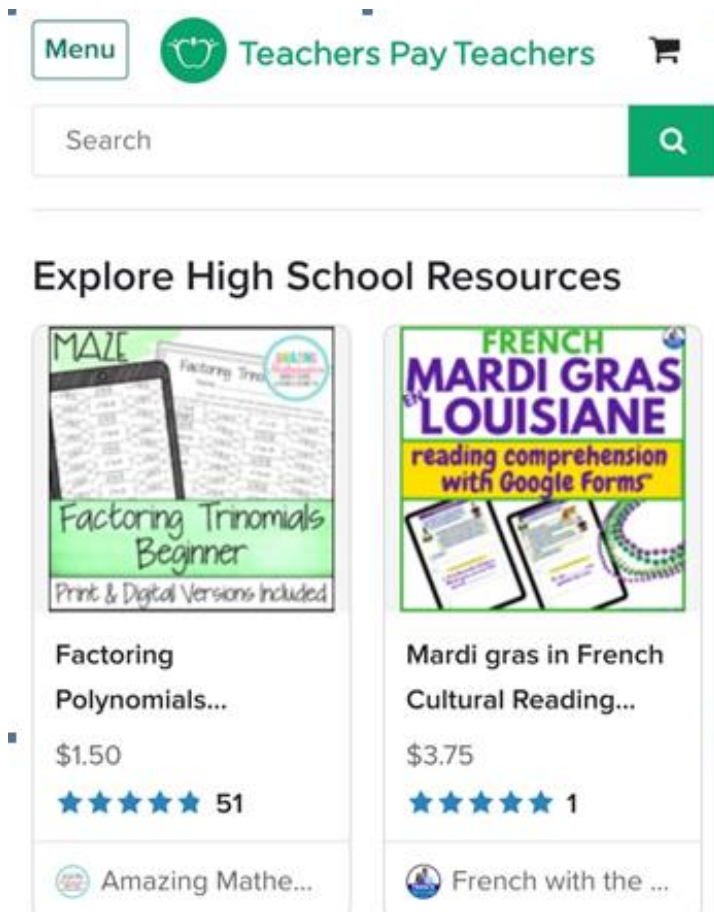 Menu
Teachers Pay Teachers
Search
Explore High School Resources
MAZE
Factoring Trino
AMAZING
Factoring Trinomials
Beginner
Print & Digital Versions Included
Factoring
Polynomials...
$1.50
51
Amazing Mathe...
FRENCH
MARDI GRAS
EN
LOUISIANE
reading comprehension
with Google Forms™
Mardi gras in French
Cultural Reading...
$3.75
1
French with the ...